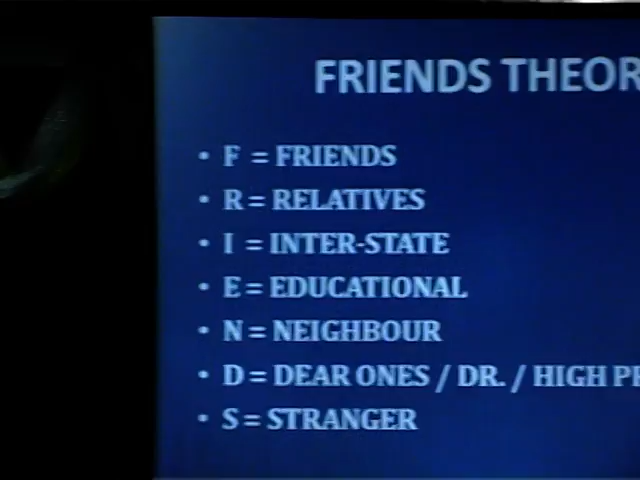 FRIENDS THEOR
• F = FRIENDS
• R = RELATIVES
• I = INTER-STATE
• E = EDUCATIONAL
• N = NEIGHBOUR
• D = DEAR ONES / DR. / HIGH
• S = STRANGER